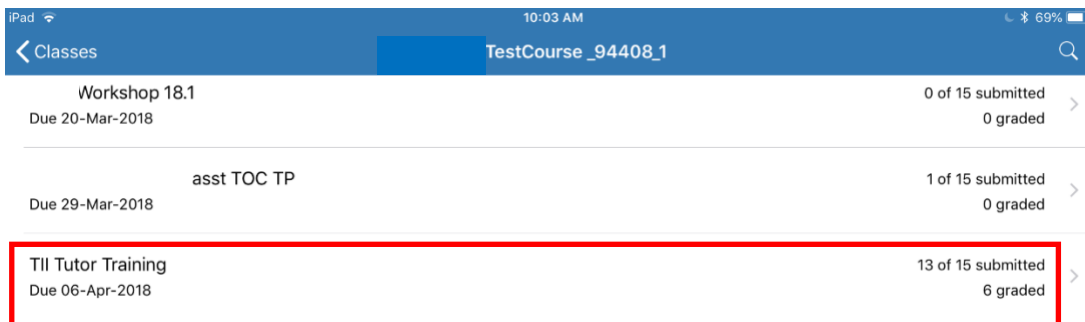 iPad 10:03 AM 69%
Classes TestCourse _94408_1
Workshop 18.1 0 of 15 submitted
Due 20-Mar-2018 0 graded
asst TOC TP 1 of 15 submitted
Due 29-Mar-2018 0 graded
TII Tutor Training 13 of 15 submitted
Due 06-Apr-2018 6 graded